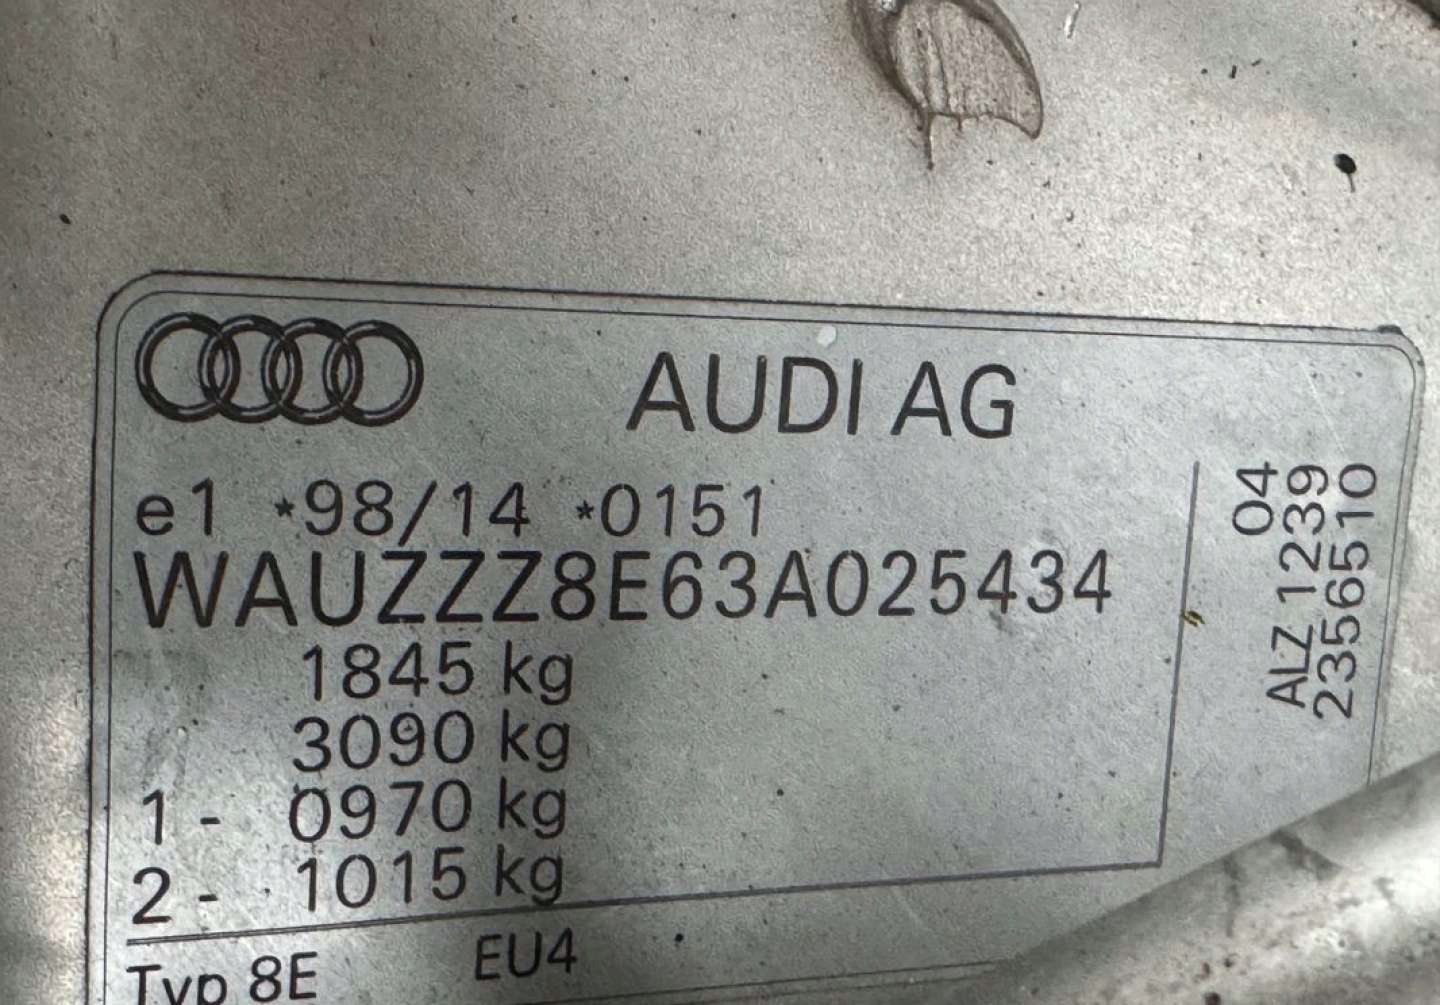 AUDI AG
e1 *98/14 *0151
WAUZZZ8E63A025434
1845 kg
3090 kg
1 - 0970 kg
2 - 1015 kg
Typ 8E EU4
04
ALZ 1239
2356510